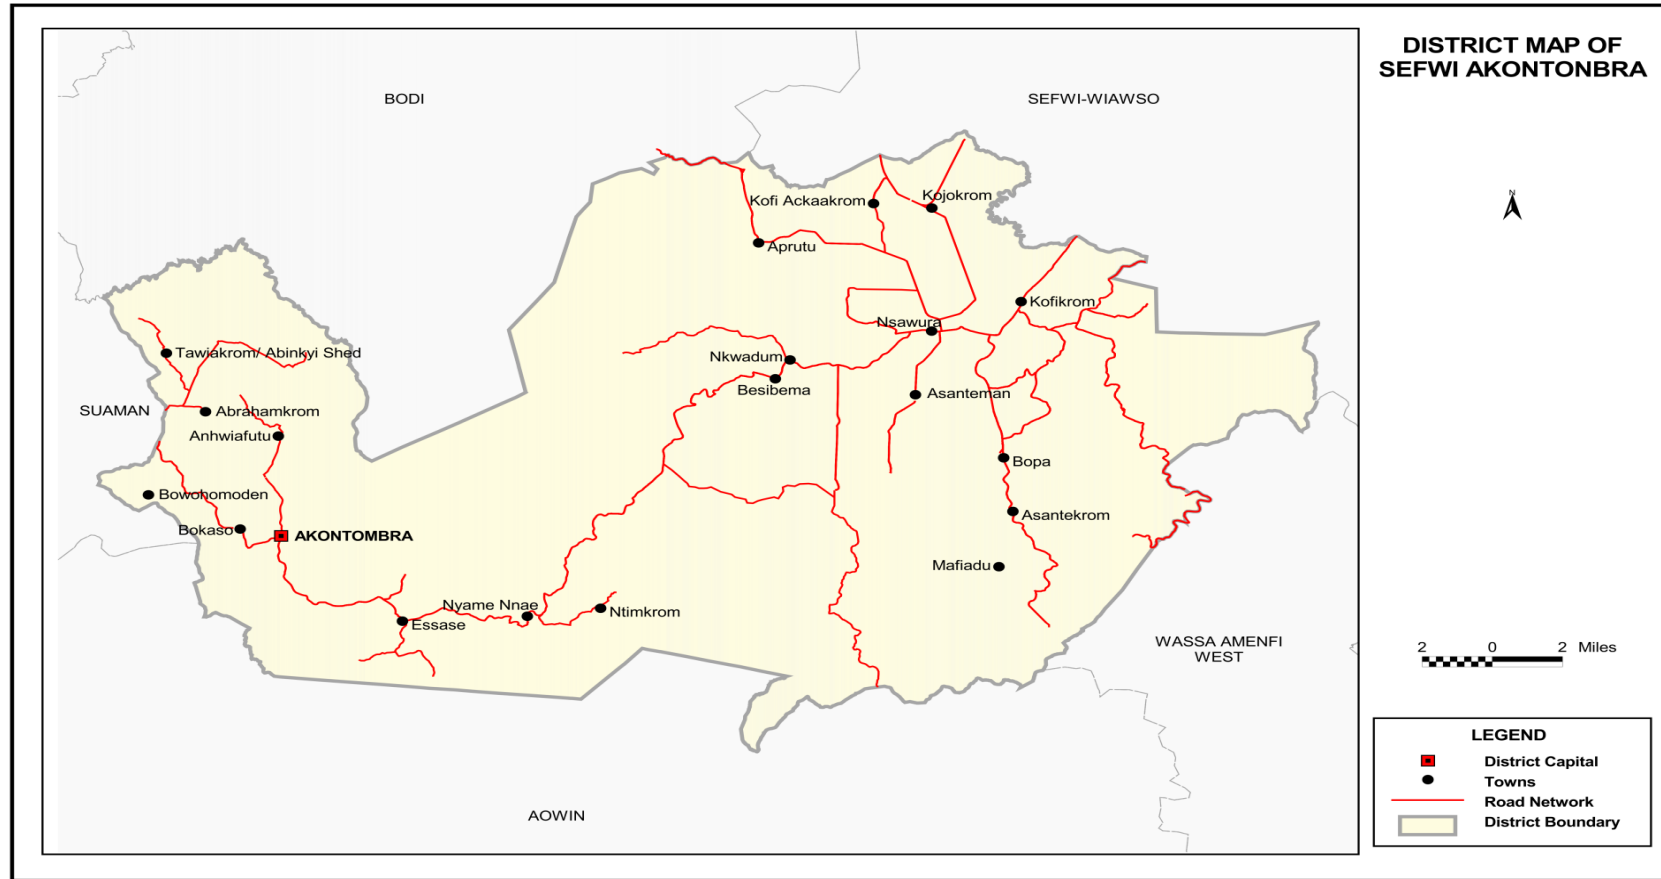 DISTRICT MAP OF
SEFWI AKONTONBRA
BODI
SEFWI-WIAWSO
N
Kofi Ackaakrom
Kojokrom
Aprutu
Kofikrom
Nsawura
Tawiakrom/ Abinkyi Shed
Nkwadum
Besibema
Asanteman
SUAMAN
Abrahamkrom
Anhwiafutu
Bopa
Bowohomoden
Asantekrom
Bokaso
AKONTOMBRA
Mafiadu
Nyame Nnae
Ntimkrom
Essase
WASSA AMENFI
WEST
2 0 2 Miles
AOWIN
LEGEND
District Capital
Towns
Road Network
District Boundary